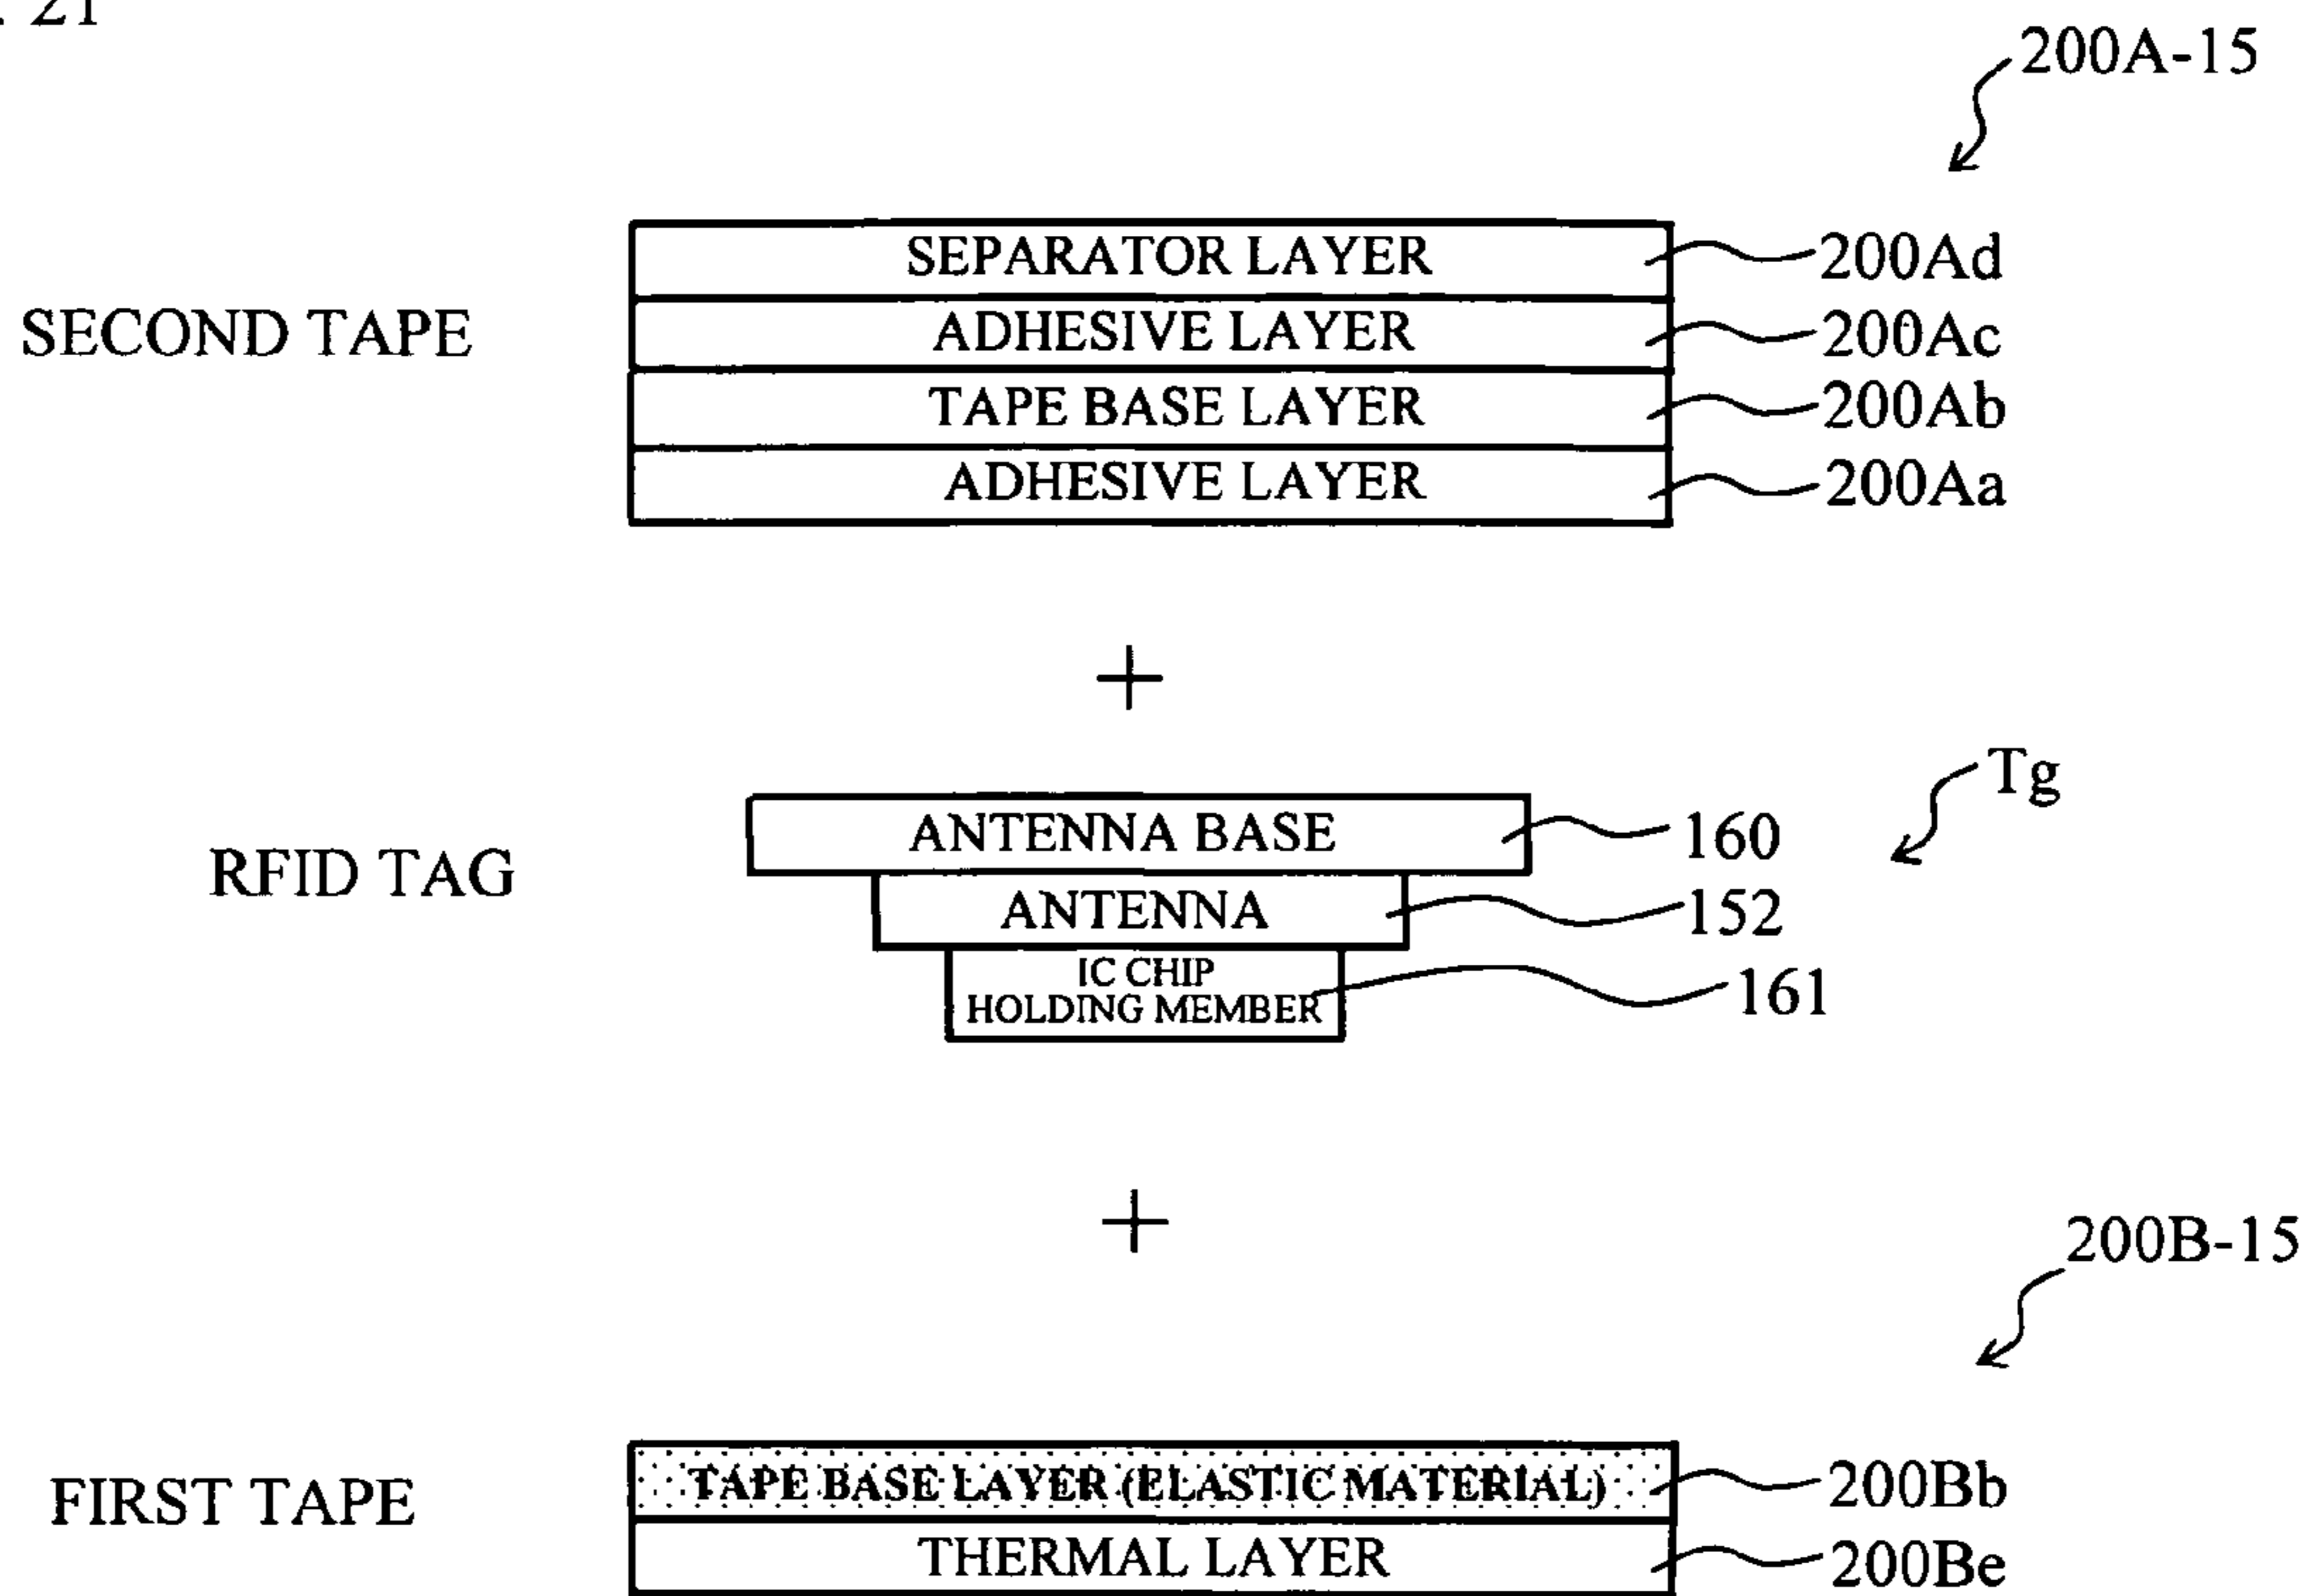 . 21
200A-15
SEPARATOR LAYER 200Ad
SECOND TAPE
ADHESIVE LAYER 200Ac
TAPE BASE LAYER 200Ab
ADHESIVE LAYER 200Aa
+
Tg
ANTENNA BASE 160
RFID TAG
ANTENNA 152
IC CHIP
HOLDING MEMBER 161
+
200B-15
FIRST TAPE
TAPE BASE LAYER (ELASTIC MATERIAL) 200Bb
THERMAL LAYER 200Be